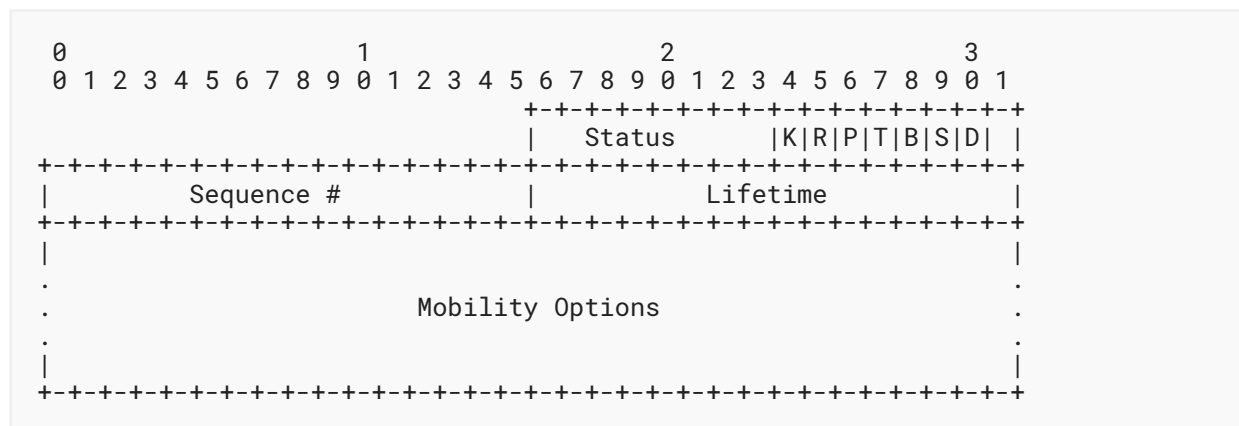 0                   1                   2                   3
 0 1 2 3 4 5 6 7 8 9 0 1 2 3 4 5 6 7 8 9 0 1 2 3 4 5 6 7 8 9 0 1
                                +-+-+-+-+-+-+-+-+-+-+-+-+-+-+-+-+
                                |   Status      |K|R|P|T|B|S|D| |
+-+-+-+-+-+-+-+-+-+-+-+-+-+-+-+-+-+-+-+-+-+-+-+-+-+-+-+-+-+-+-+-+
|         Sequence #            |           Lifetime            |
+-+-+-+-+-+-+-+-+-+-+-+-+-+-+-+-+-+-+-+-+-+-+-+-+-+-+-+-+-+-+-+-+
|                                                               |
.                                                               .
.                        Mobility Options                       .
.                                                               .
|                                                               |
+-+-+-+-+-+-+-+-+-+-+-+-+-+-+-+-+-+-+-+-+-+-+-+-+-+-+-+-+-+-+-+-+